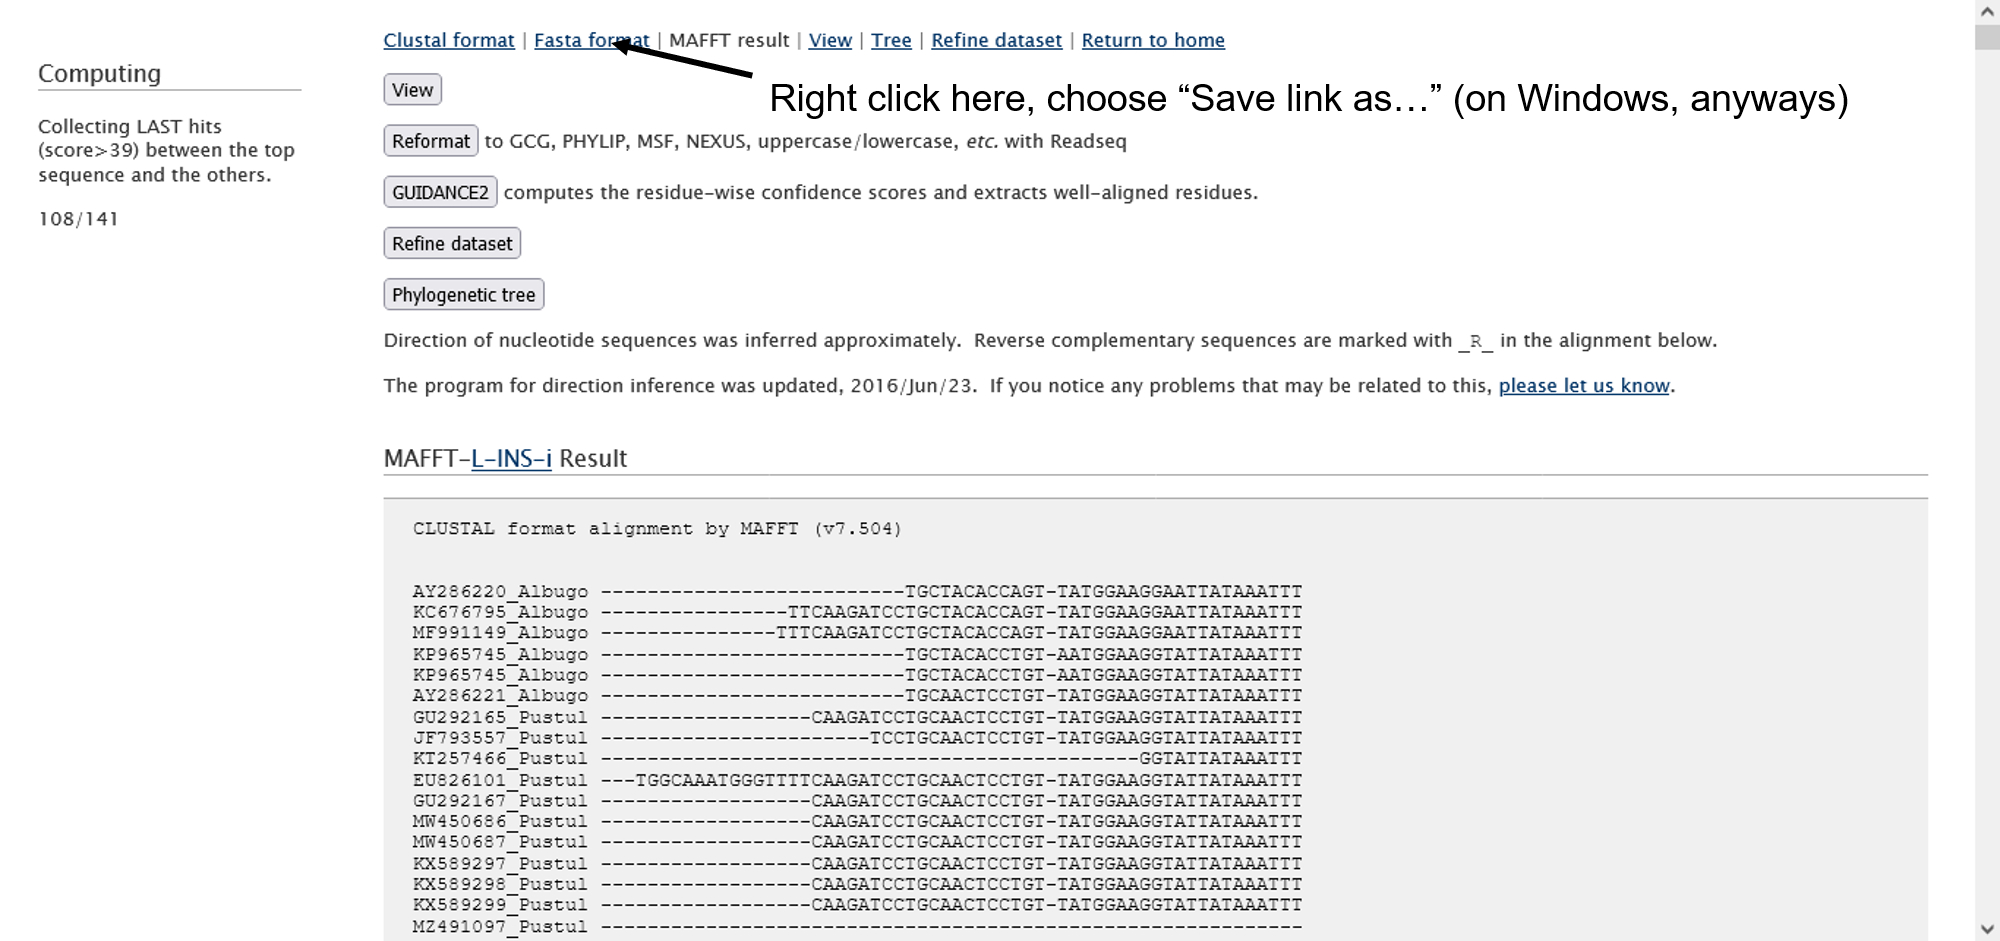 Clustal format | Fasta format | MAFFT result | View | Tree | Refine dataset | Return to home
Computing
Collecting LAST hits
(score>39) between the top
sequence and the others.
108/141
View
Right click here, choose “Save link as…” (on Windows, anyways)
Reformat to GCG, PHYLIP, MSF, NEXUS, uppercase/lowercase, etc. with Readseq
GUIDANCE2 computes the residue-wise confidence scores and extracts well-aligned residues.
Refine dataset
Phylogenetic tree
Direction of nucleotide sequences was inferred approximately. Reverse complementary sequences are marked with _R_ in the alignment below.
The program for direction inference was updated, 2016/Jun/23. If you notice any problems that may be related to this, please let us know.
MAFFT-L-INS-i Result
CLUSTAL format alignment by MAFFT (v7.504)
AY286220_Albugo --------------------------TGCTACACCAGT-TATGGAAGGAATTATAAATTT
KC676795_Albugo ----------------TTCAAGATCCTGCTACACCAGT-TATGGAAGGAATTATAAATTT
MF991149_Albugo ---------------TTTCAAGATCCTGCTACACCAGT-TATGGAAGGAATTATAAATTT
KP965745_Albugo --------------------------TGCTACACCTGT-AATGGAAGGTATTATAAATTT
KP965745_Albugo --------------------------TGCTACACCTGT-AATGGAAGGTATTATAAATTT
AY286221_Albugo --------------------------TGCAACTCCTGT-TATGGAAGGTATTATAAATTT
GU292165_Pustul ------------------CAAGATCCTGCAACTCCTGT-TATGGAAGGTATTATAAATTT
JF793557_Pustul -----------------------TCCTGCAACTCCTGT-TATGGAAGGTATTATAAATTT
KT257466_Pustul ----------------------------------------------GGTATTATAAATTT
EU826101_Pustul ---TGGCAAATGGGTTTTCAAGATCCTGCAACTCCTGT-TATGGAAGGTATTATAAATTT
GU292167_Pustul ------------------CAAGATCCTGCAACTCCTGT-TATGGAAGGTATTATAAATTT
MW450686_Pustul ------------------CAAGATCCTGCAACTCCTGT-TATGGAAGGTATTATAAATTT
MW450687_Pustul ------------------CAAGATCCTGCAACTCCTGT-TATGGAAGGTATTATAAATTT
KX589297_Pustul ------------------CAAGATCCTGCAACTCCTGT-TATGGAAGGTATTATAAATTT
KX589298_Pustul ------------------CAAGATCCTGCAACTCCTGT-TATGGAAGGTATTATAAATTT
KX589299_Pustul ------------------CAAGATCCTGCAACTCCTGT-TATGGAAGGTATTATAAATTT
MZ491097_Pustul ------------------------------------------------------------